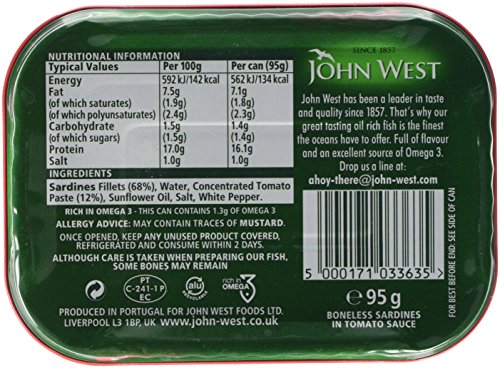 NUTRITIONAL INFORMATION
Typical Values Per 100g Per can (95g)
Energy 592 kJ/142 kcal 562 kJ/134 kcal
Fat 7.5g 7.1g
(of which saturates) (1.9g) (1.8g)
(of which polyunsaturates) (2.4g) (2.3g)
Carbohydrate 1.5g 1.4g
(of which sugars) (1.5g) (1.4g)
Protein 17.0g 16.1g
Salt 1.0g 1.0g
INGREDIENTS
Sardines Fillets (68%), Water, Concentrated Tomato
Paste (12%), Sunflower Oil, Salt, White Pepper.
RICH IN OMEGA 3 - THIS CAN CONTAINS 1.3g OF OMEGA 3
ALLERGY ADVICE: MAY CONTAIN TRACES OF MUSTARD.
ONCE OPENED, KEEP ANY UNUSED PRODUCT COVERED,
REFRIGERATED AND CONSUME WITHIN 2 DAYS.
ALTHOUGH CARE IS TAKEN WHEN PREPARING OUR FISH,
SOME BONES MAY REMAIN
PT
C-241-1P
EC
alu
RECYCLABLE
rich in
OMEGA 3
PRODUCED IN PORTUGAL FOR JOHN WEST FOODS LTD.
LIVERPOOL L3 1BP, UK www.john-west.co.uk
SINCE 1857
JOHN WEST
John West has been a leader in taste
and quality since 1857. That's why our
great tasting oil rich fish is the finest
the oceans have to offer. Full of flavour
and an excellent source of Omega 3.
Drop us a line at:
ahoy-there@john-west.com
5 000171 033635 >
FOR BEST BEFORE END: SEE SIDE OF CAN
e 95g
BONELESS SARDINES
IN TOMATO SAUCE